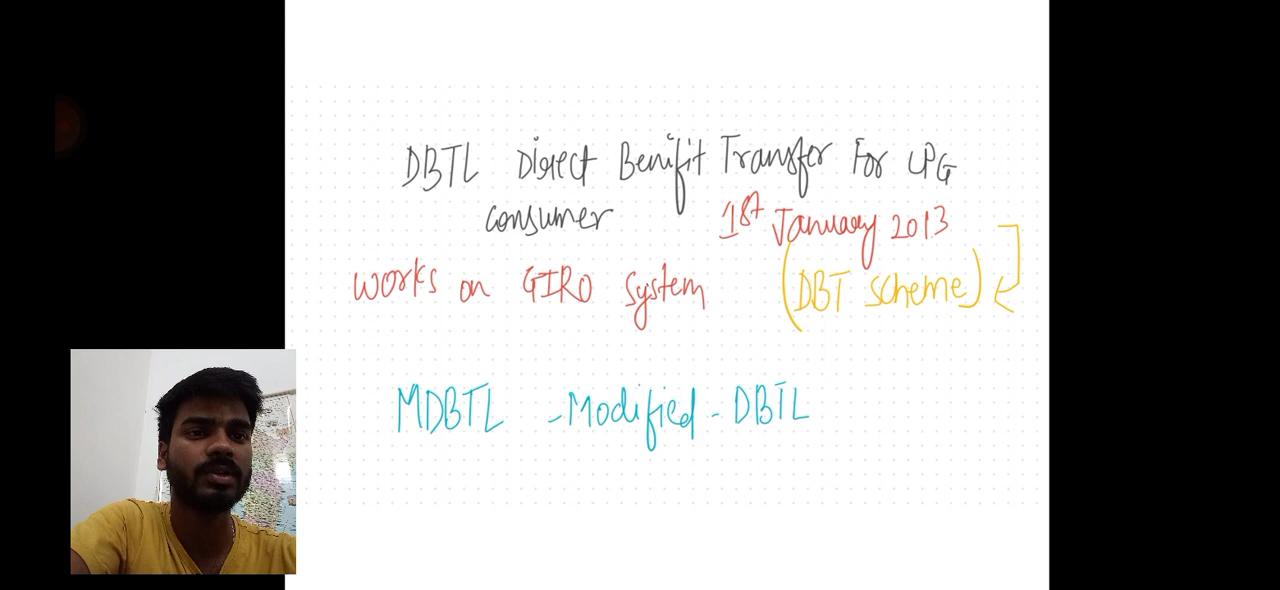 DBTL Direct Benifit Transfer For LPG
consumer 1st January 2013
works on GIRO System (DBT scheme)
MDBTL - Modified - DBTL